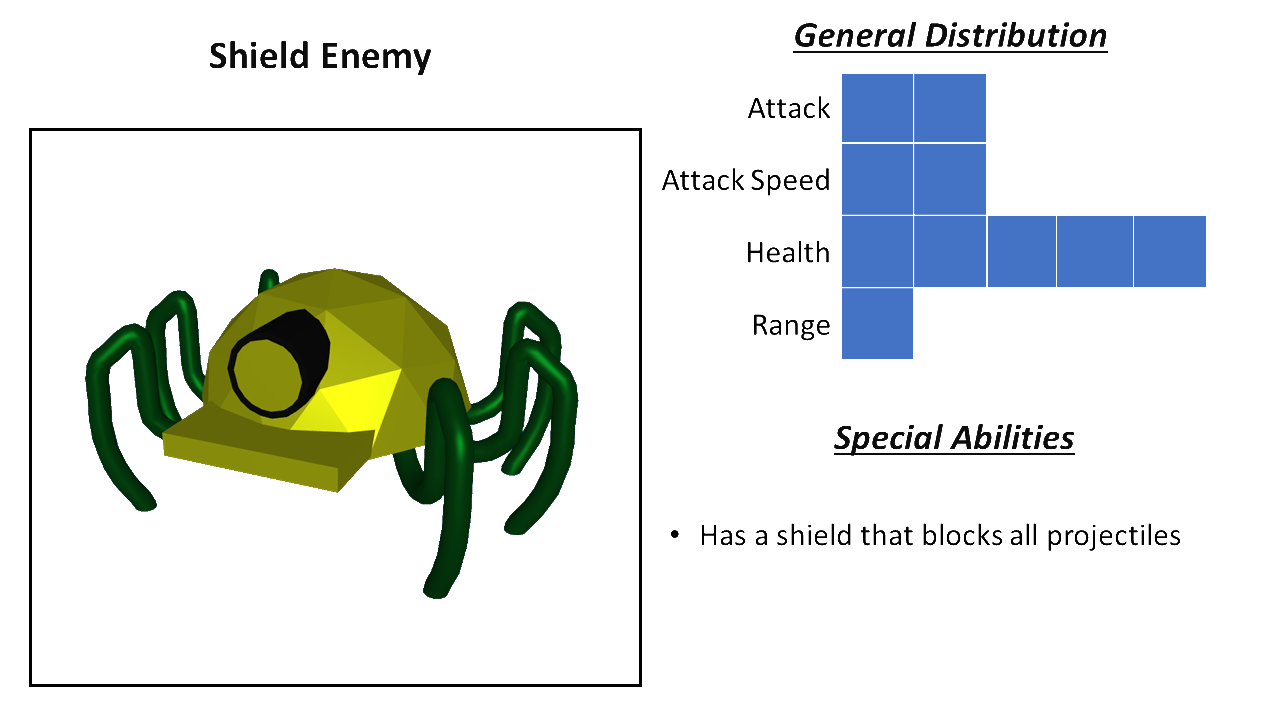 Shield Enemy
General Distribution
Attack
Attack Speed
Health
Range
Special Abilities
• Has a shield that blocks all projectiles